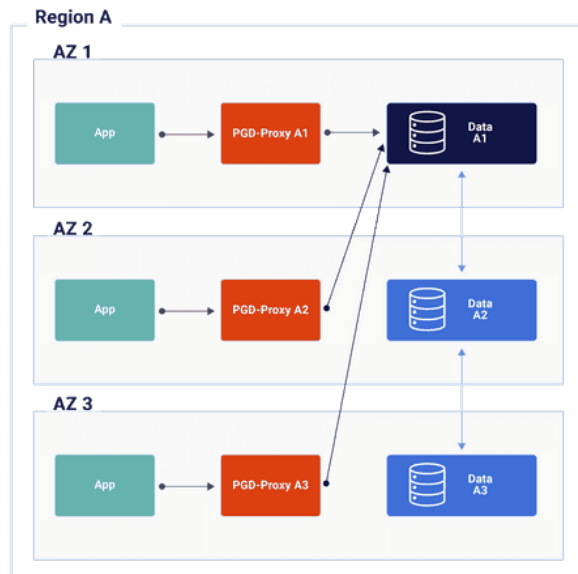 Region A
AZ 1
App
PGD-Proxy A1
Data
A1
AZ 2
App
PGD-Proxy A2
Data
A2
AZ 3
App
PGD-Proxy A3
Data
A3